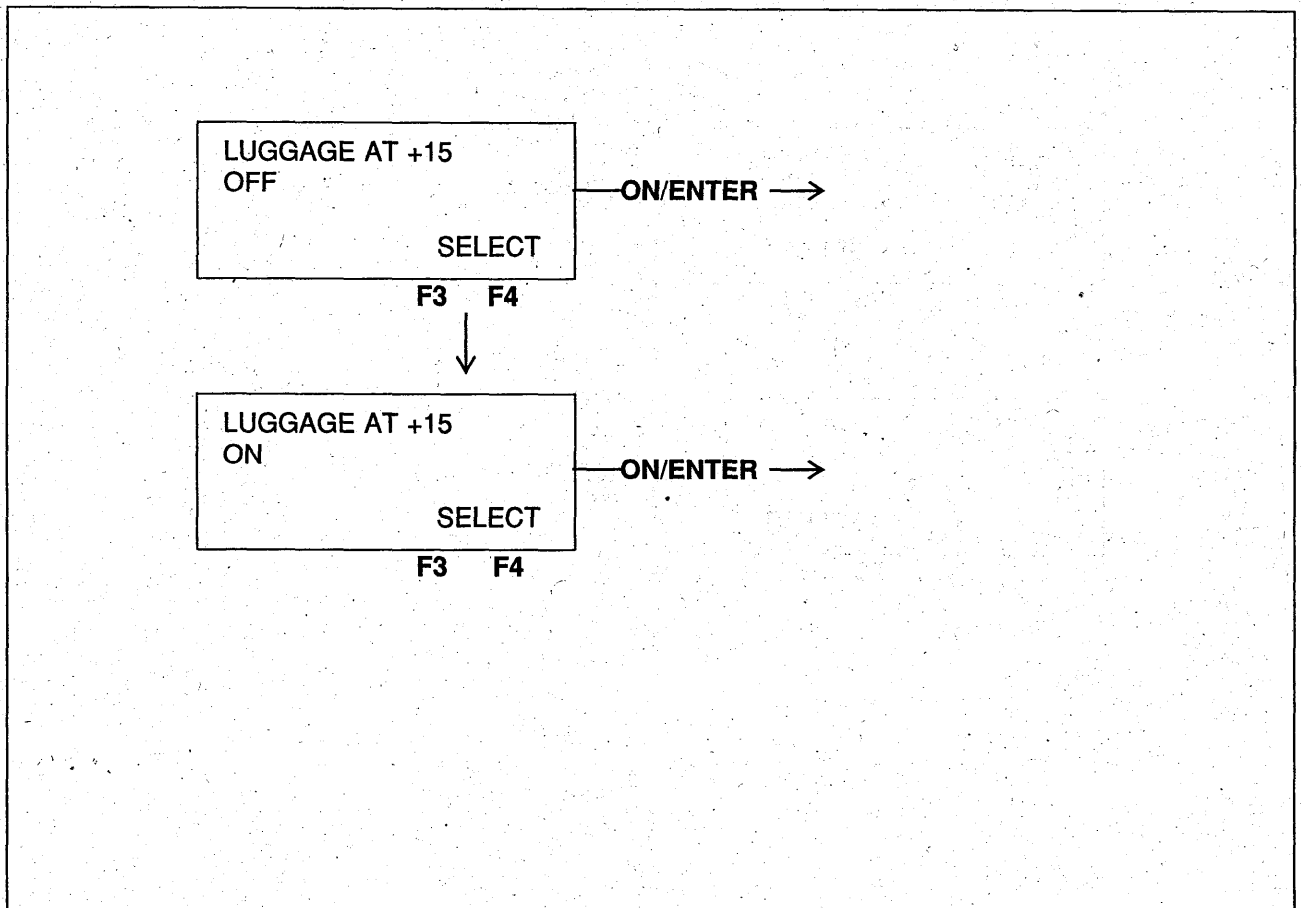 LUGGAGE AT +15
OFF
ON/ENTER
SELECT
F3 F4
LUGGAGE AT +15
ON
ON/ENTER
SELECT
F3 F4